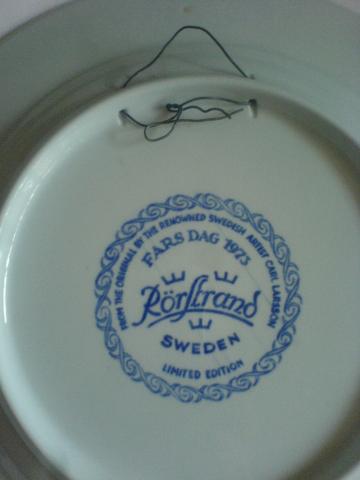 FROM THE ORIGINAL BY THE RENOWNED SWEDISH ARTIST CARL LARSSON
FARS DAG 1973
Rörstrand
SWEDEN
LIMITED EDITION